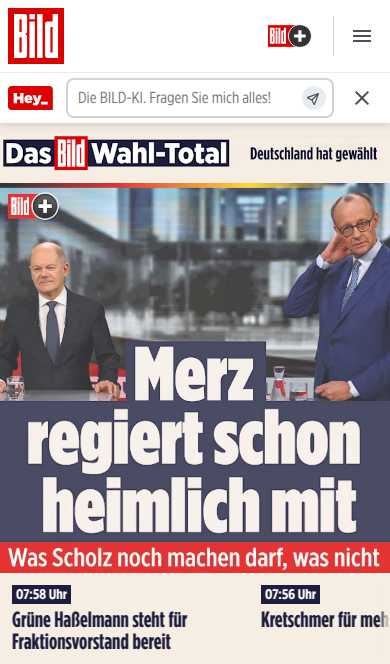 Bild
Bild+
Hey_
Die BILD-KI. Fragen Sie mich alles!
Das Bild Wahl-Total
Deutschland hat gewählt
Bild+
Merz
regiert schon
heimlich mit
Was Scholz noch machen darf, was nicht
07:58 Uhr
Grüne Haßelmann steht für
Fraktionsvorstand bereit
07:56 Uhr
Kretschmer für meh